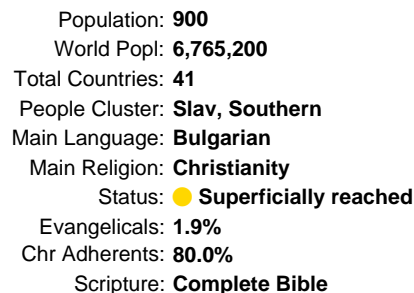 Population: 900
World Popl: 6,765,200
Total Countries: 41
People Cluster: Slav, Southern
Main Language: Bulgarian
Main Religion: Christianity
Status: Superficially reached
Evangelicals: 1.9%
Chr Adherents: 80.0%
Scripture: Complete Bible